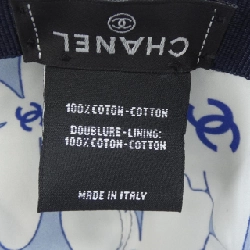 CHANEL
100% COTON-COTTON
DOUBLURE-LINING:
100% COTON-COTTON
MADE IN ITALY